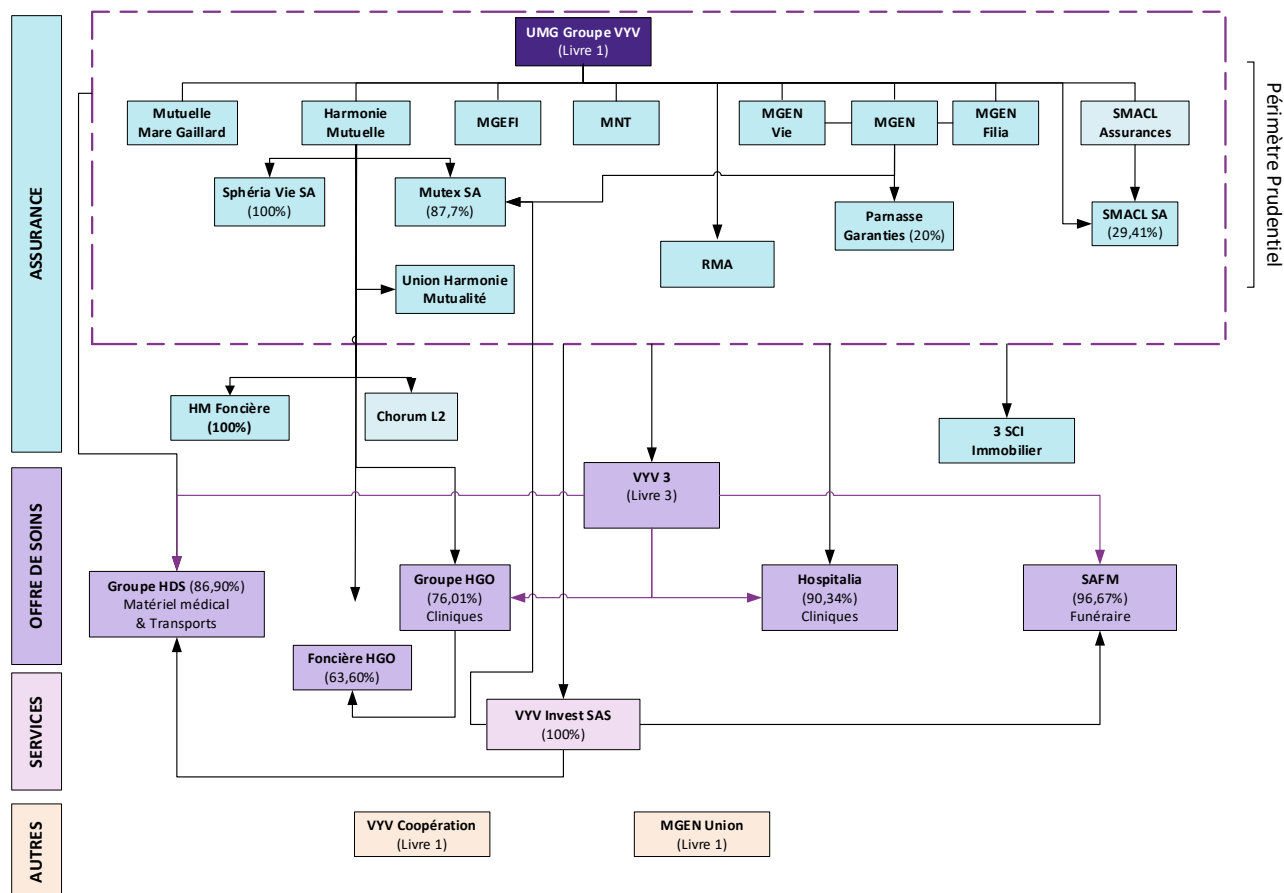 UMG Groupe VYV
(Livre 1)
Périmètre Prudentiel
ASSURANCE
Mutuelle
Mare Gaillard
Harmonie
Mutuelle
MGEFI
MNT
MGEN
Vie
MGEN
MGEN
Filia
SMACL
Assurances
Sphéria Vie SA
(100%)
Mutex SA
(87,7%)
Parnasse
Garanties (20%)
SMACL SA
(29,41%)
RMA
Union Harmonie
Mutualité
HM Foncière
(100%)
Chorum L2
3 SCI
Immobilier
OFFRE DE SOINS
VYV 3
(Livre 3)
Groupe HDS (86,90%)
Matériel médical
& Transports
Groupe HGO
(76,01%)
Cliniques
Hospitalia
(90,34%)
Cliniques
SAFM
(96,67%)
Funéraire
Foncière HGO
(63,60%)
SERVICES
VYV Invest SAS
(100%)
AUTRES
VYV Coopération
(Livre 1)
MGEN Union
(Livre 1)